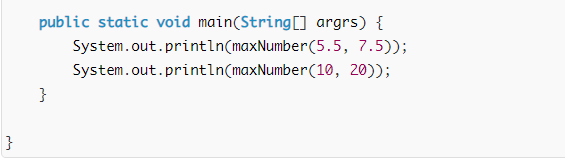 public static void main(String[] argrs) {
System.out.println(maxNumber(5.5, 7.5));
System.out.println(maxNumber(10, 20));
}
}